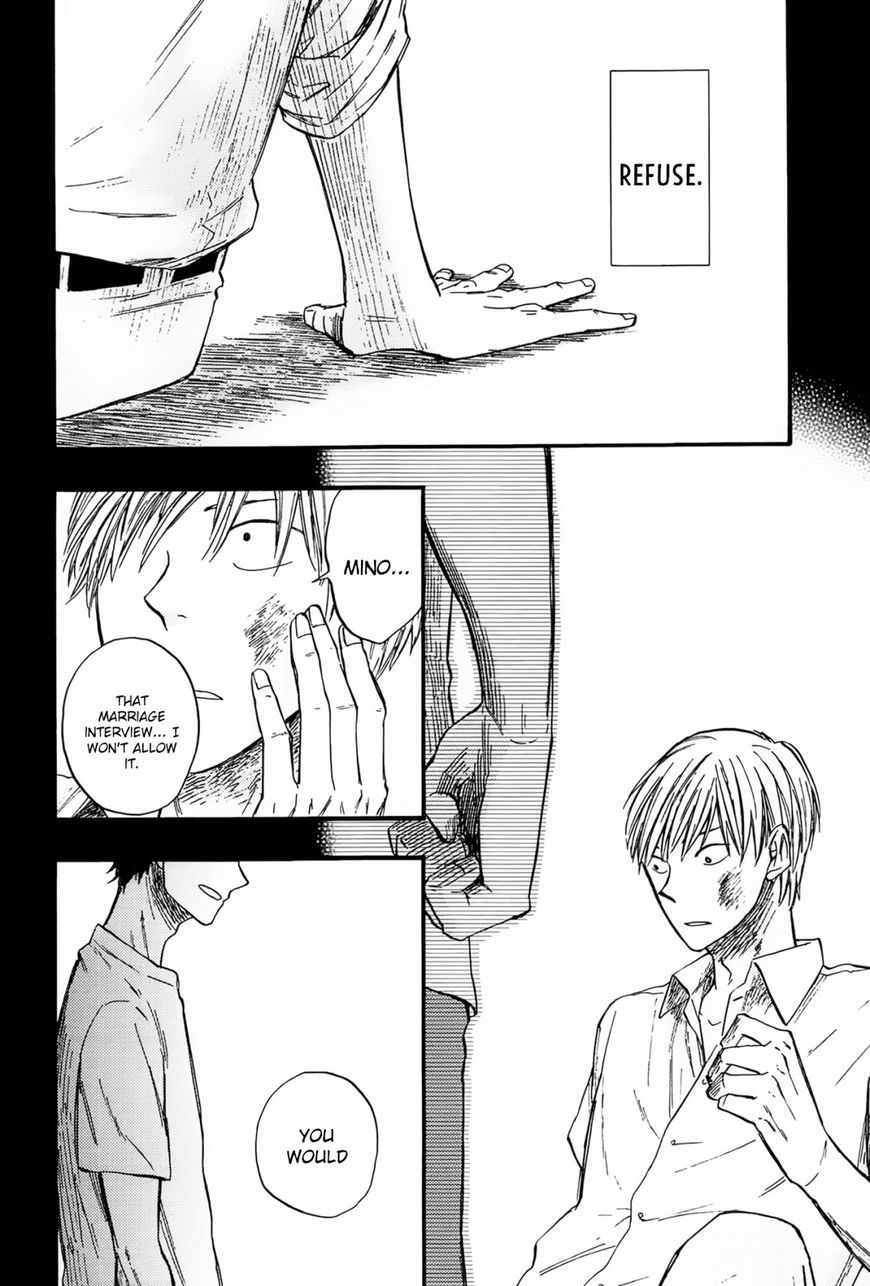 REFUSE.
MINO...
THAT
MARRIAGE
INTERVIEW... I
WON'T ALLOW
IT.
YOU
WOULD